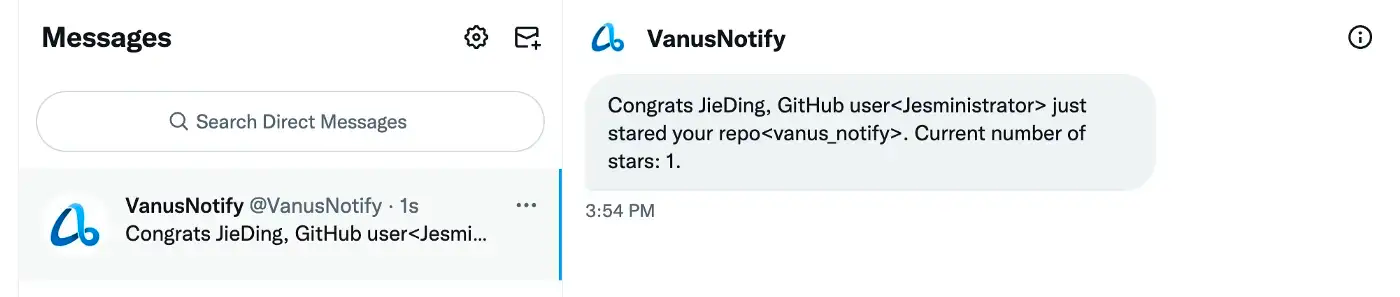 Messages
Search Direct Messages
VanusNotify @VanusNotify · 1s
Congrats JieDing, GitHub user<Jesmi...
VanusNotify
Congrats JieDing, GitHub user<Jesministrator> just
stared your repo<vanus_notify>. Current number of
stars: 1.
3:54 PM